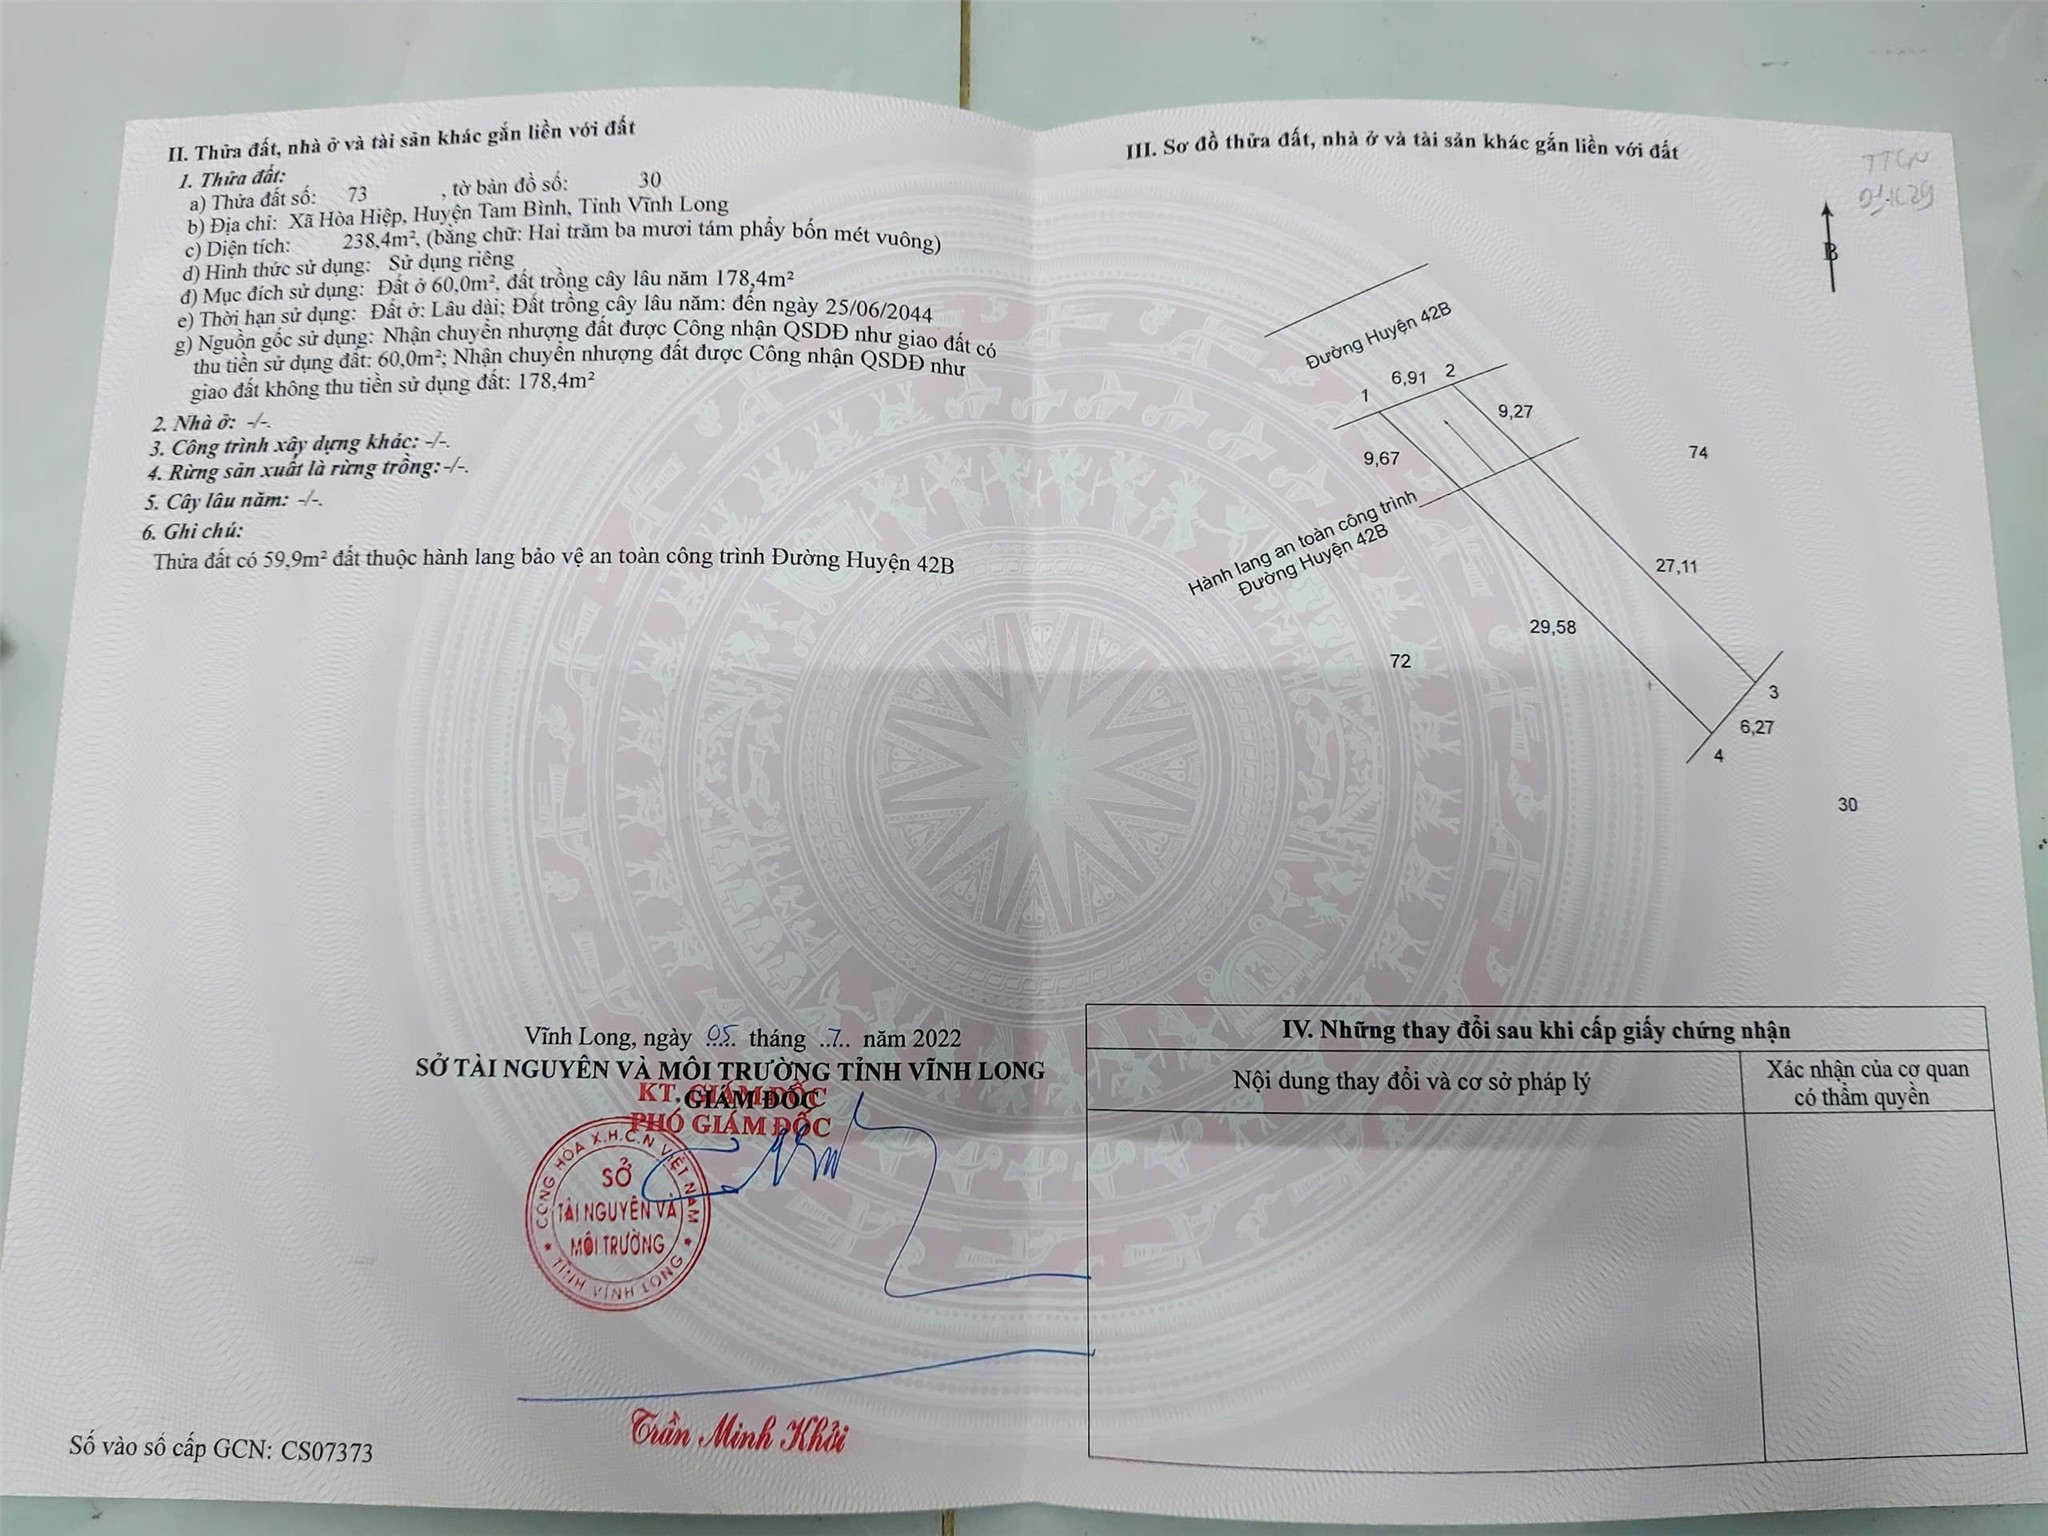 II. Thửa đất, nhà ở và tài sản khác gắn liền với đất
1. Thửa đất:
a) Thửa đất số: 73 , tờ bản đồ số: 30
b) Địa chỉ: Xã Hòa Hiệp, Huyện Tam Bình, Tỉnh Vĩnh Long
c) Diện tích: 238,4m², (bằng chữ: Hai trăm ba mươi tám phẩy bốn mét vuông)
d) Hình thức sử dụng: Sử dụng riêng
đ) Mục đích sử dụng: Đất ở 60,0m², đất trồng cây lâu năm 178,4m²
e) Thời hạn sử dụng: Đất ở: Lâu dài; Đất trồng cây lâu năm: đến ngày 25/06/2044
g) Nguồn gốc sử dụng: Nhận chuyển nhượng đất được Công nhận QSDĐ như giao đất có
thu tiền sử dụng đất: 60,0m²; Nhận chuyển nhượng đất được Công nhận QSDĐ như
giao đất không thu tiền sử dụng đất: 178,4m²
2. Nhà ở: -/-.
3. Công trình xây dựng khác: -/-.
4. Rừng sản xuất là rừng trồng: -/-.
5. Cây lâu năm: -/-.
6. Ghi chú:
Thửa đất có 59,9m² đất thuộc hành lang bảo vệ an toàn công trình Đường Huyện 42B
Vĩnh Long, ngày 05 tháng 7 năm 2022
SỞ TÀI NGUYÊN VÀ MÔI TRƯỜNG TỈNH VĨNH LONG
KT. GIÁM ĐỐC
GIÁM ĐỐC
PHÓ GIÁM ĐỐC
CỘNG HÒA X.H.C.N VIỆT NAM
SỞ
TÀI NGUYÊN VÀ
MÔI TRƯỜNG
TỈNH VĨNH LONG
Trần Minh Khởi
Số vào sổ cấp GCN: CS07373
III. Sơ đồ thửa đất, nhà ở và tài sản khác gắn liền với đất
TTCN
B
Đường Huyện 42B
1
6,91
2
9,27
9,67
74
Hành lang an toàn công trình
Đường Huyện 42B
27,11
29,58
72
3
6,27
4
30
IV. Những thay đổi sau khi cấp giấy chứng nhận
Nội dung thay đổi và cơ sở pháp lý
Xác nhận của cơ quan
có thẩm quyền